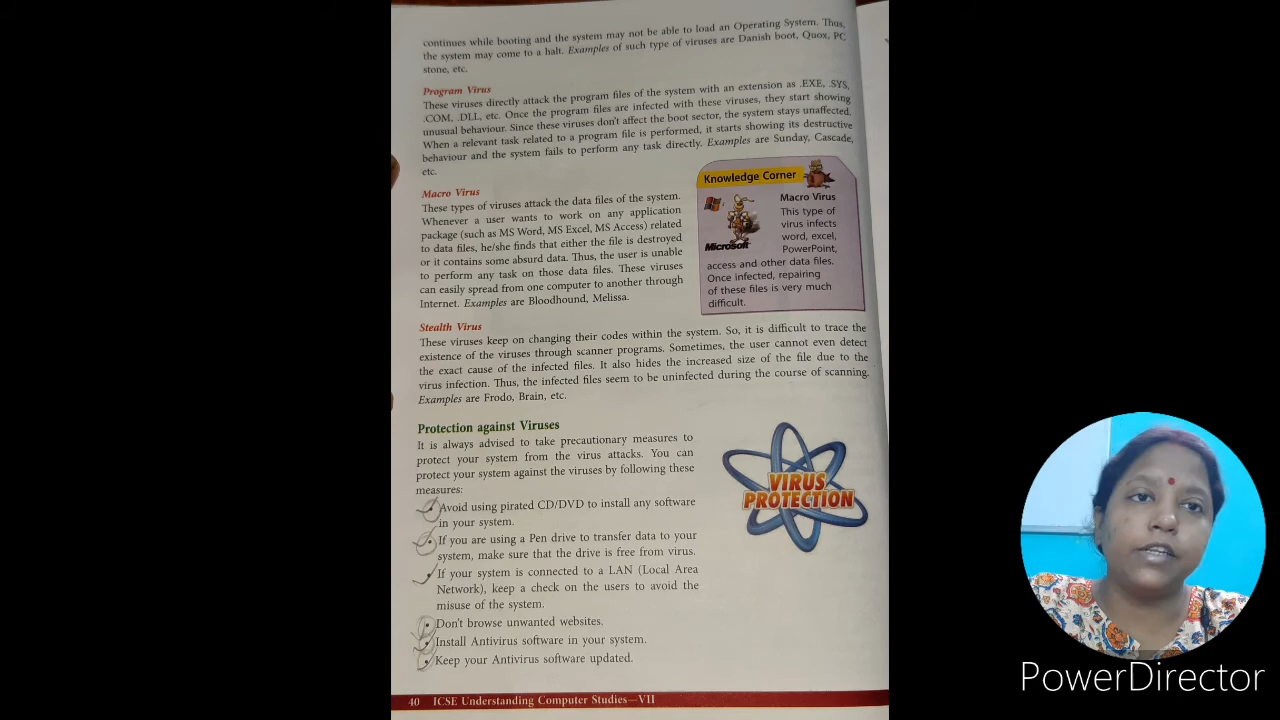 continues while booting and the system may not be able to load an Operating System. Thus,
the system may come to a halt. Examples of such type of viruses are Danish boot, Quox, PC
stone, etc.
Program Virus
These viruses directly attack the program files of the system with an extension as .EXE, .SYS,
.COM, .DLL, etc. Once the program files are infected with these viruses, they start showing
unusual behaviour. Since these viruses don't affect the boot sector, the system stays unaffected.
When a relevant task related to a program file is performed, it starts showing its destructive
behaviour and the system fails to perform any task directly. Examples are Sunday, Cascade,
etc.
Macro Virus
These types of viruses attack the data files of the system.
Whenever a user wants to work on any application
package (such as MS Word, MS Excel, MS Access) related
to data files, he/she finds that either the file is destroyed
or it contains some absurd data. Thus, the user is unable
to perform any task on those data files. These viruses
can easily spread from one computer to another through
Internet. Examples are Bloodhound, Melissa.
Knowledge Corner
Macro Virus
This type of
virus infects
word, excel,
PowerPoint,
Microsoft
access and other data files.
Once infected, repairing
of these files is very much
difficult.
Stealth Virus
These viruses keep on changing their codes within the system. So, it is difficult to trace the
existence of the viruses through scanner programs. Sometimes, the user cannot even detect
the exact cause of the infected files. It also hides the increased size of the file due to the
virus infection. Thus, the infected files seem to be uninfected during the course of scanning.
Examples are Frodo, Brain, etc.
Protection against Viruses
It is always advised to take precautionary measures to
protect your system from the virus attacks. You can
protect your system against the viruses by following these
measures:
• Avoid using pirated CD/DVD to install any software
in your system.
• If you are using a Pen drive to transfer data to your
system, make sure that the drive is free from virus.
• If your system is connected to a LAN (Local Area
Network), keep a check on the users to avoid the
misuse of the system.
• Don't browse unwanted websites.
• Install Antivirus software in your system.
• Keep your Antivirus software updated.
VIRUS
PROTECTION
40 ICSE Understanding Computer Studies—VII
PowerDirector